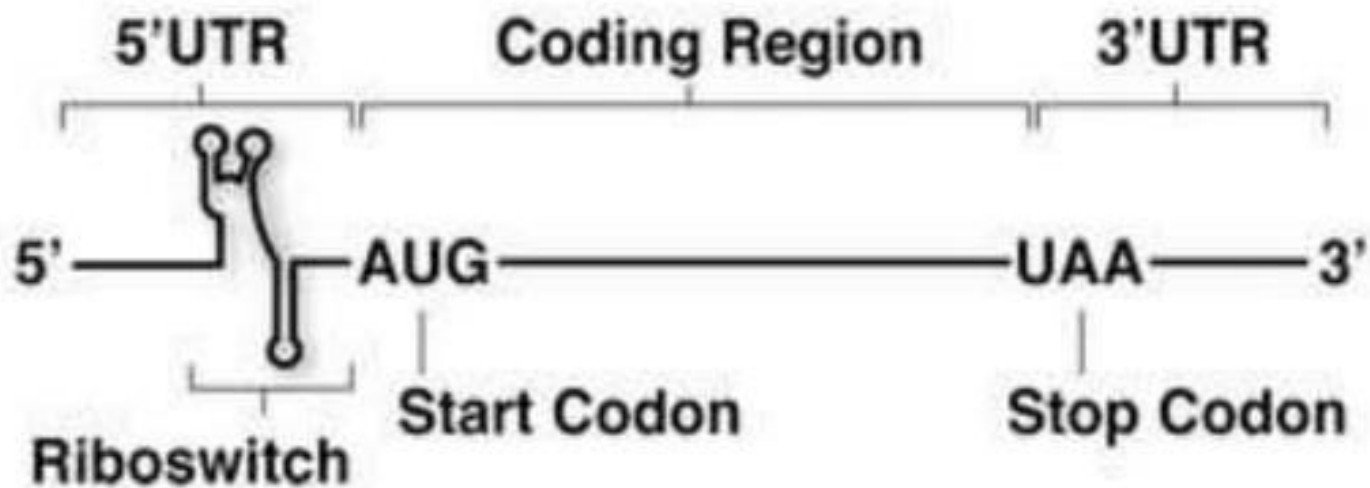 5'UTR Coding Region 3'UTR
5' AUG UAA 3'
Start Codon Stop Codon
Riboswitch